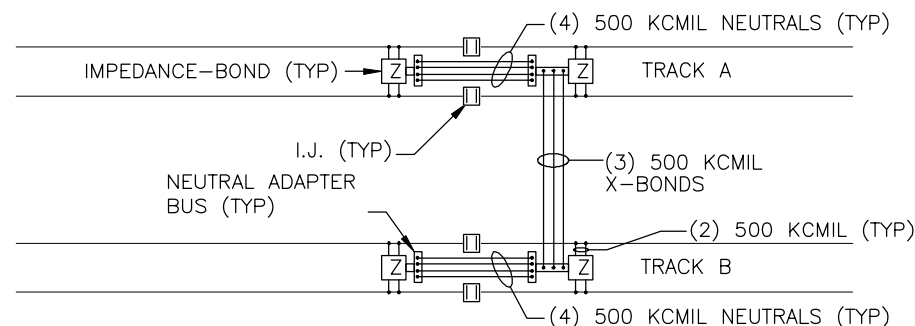 (4) 500 KCMIL NEUTRALS (TYP)
IMPEDANCE-BOND (TYP)
Z
Z
TRACK A
I.J. (TYP)
(3) 500 KCMIL
X-BONDS
NEUTRAL ADAPTER
BUS (TYP)
(2) 500 KCMIL (TYP)
Z
Z
TRACK B
(4) 500 KCMIL NEUTRALS (TYP)